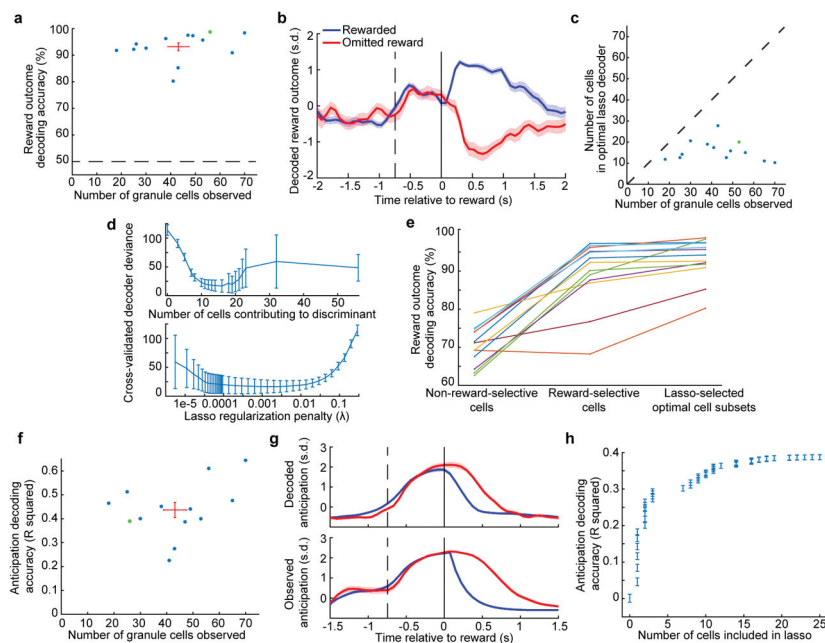 a
Reward outcome
decoding accuracy (%)
100
90
80
70
60
50
0 10 20 30 40 50 60 70
Number of granule cells observed
b
Rewarded
Omitted reward
Decoded reward outcome (s.d.)
2
1
0
-1
-2
-2 -1.5 -1 -0.5 0 0.5 1 1.5 2
Time relative to reward (s)
c
Number of cells
in optimal lasso decoder
70
60
50
40
30
20
10
0
0 10 20 30 40 50 60 70
Number of granule cells observed
d
Cross-validated decoder deviance
100
50
0
0 10 20 30 40 50
Number of cells contributing to discriminant
100
50
0
1e-5 0.0001 0.001 0.01 0.1
Lasso regularization penalty (λ)
e
Reward outcome
decoding accuracy (%)
100
90
80
70
60
Non-reward-selective
cells
Reward-selective
cells
Lasso-selected
optimal cell subsets
f
Anticipation decoding
accuracy (R squared)
0.6
0.5
0.4
0.3
0.2
0.1
0
0 10 20 30 40 50 60 70
Number of granule cells observed
g
Decoded
anticipation (s.d.)
3
2
1
0
Observed
anticipation (s.d.)
3
2
1
0
-1.5 -1 -0.5 0 0.5 1 1.5
Time relative to reward (s)
h
Anticipation decoding
accuracy (R squared)
0.4
0.3
0.2
0.1
0
0 5 10 15 20 25
Number of cells included in lasso